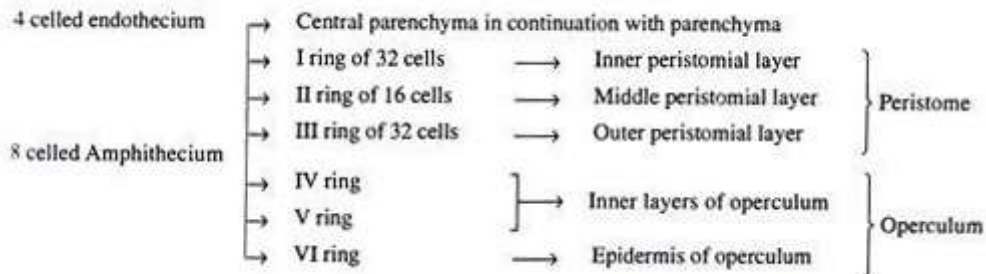 4 celled endothecium → Central parenchyma in continuation with parenchyma
→ I ring of 32 cells → Inner peristomial layer
→ II ring of 16 cells → Middle peristomial layer } Peristome
→ III ring of 32 cells → Outer peristomial layer
8 celled Amphithecium
→ IV ring
→ Inner layers of operculum
→ V ring } Operculum
→ VI ring → Epidermis of operculum